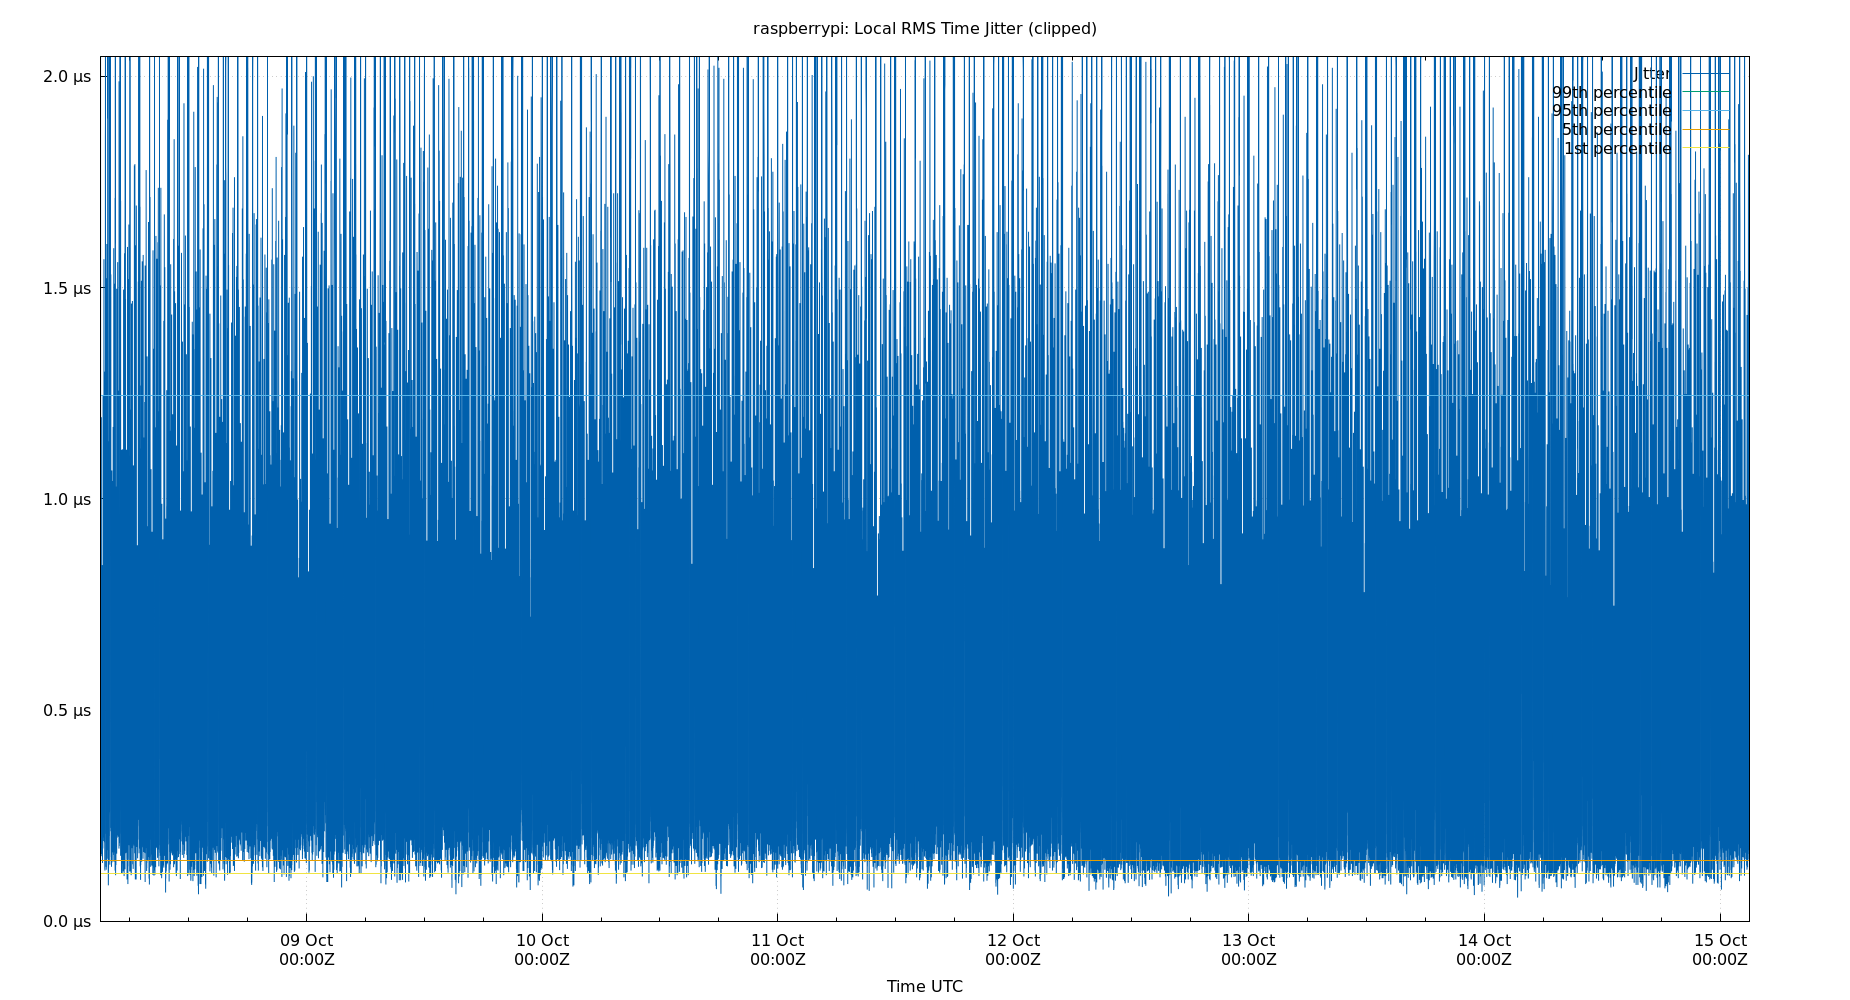 raspberrypi: Local RMS Time Jitter (clipped)
2.0 µs
1.5 µs
1.0 µs
0.5 µs
0.0 µs
Jitter
99th percentile
95th percentile
5th percentile
1st percentile
09 Oct
00:00Z
10 Oct
00:00Z
11 Oct
00:00Z
12 Oct
00:00Z
13 Oct
00:00Z
14 Oct
00:00Z
15 Oct
00:00Z
Time UTC